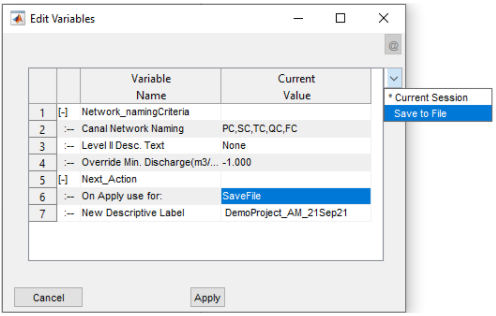 Edit Variables
@
Variable Name Current Value
1 [-] Network_namingCriteria
2 :-- Canal Network Naming PC,SC,TC,QC,FC
3 :-- Level II Desc. Text None
4 :-- Override Min. Discharge(m3/... -1.000
5 [-] Next_Action
6 :-- On Apply use for: SaveFile
7 :-- New Descriptive Label DemoProject_AM_21Sep21
* Current Session
Save to File
Cancel Apply